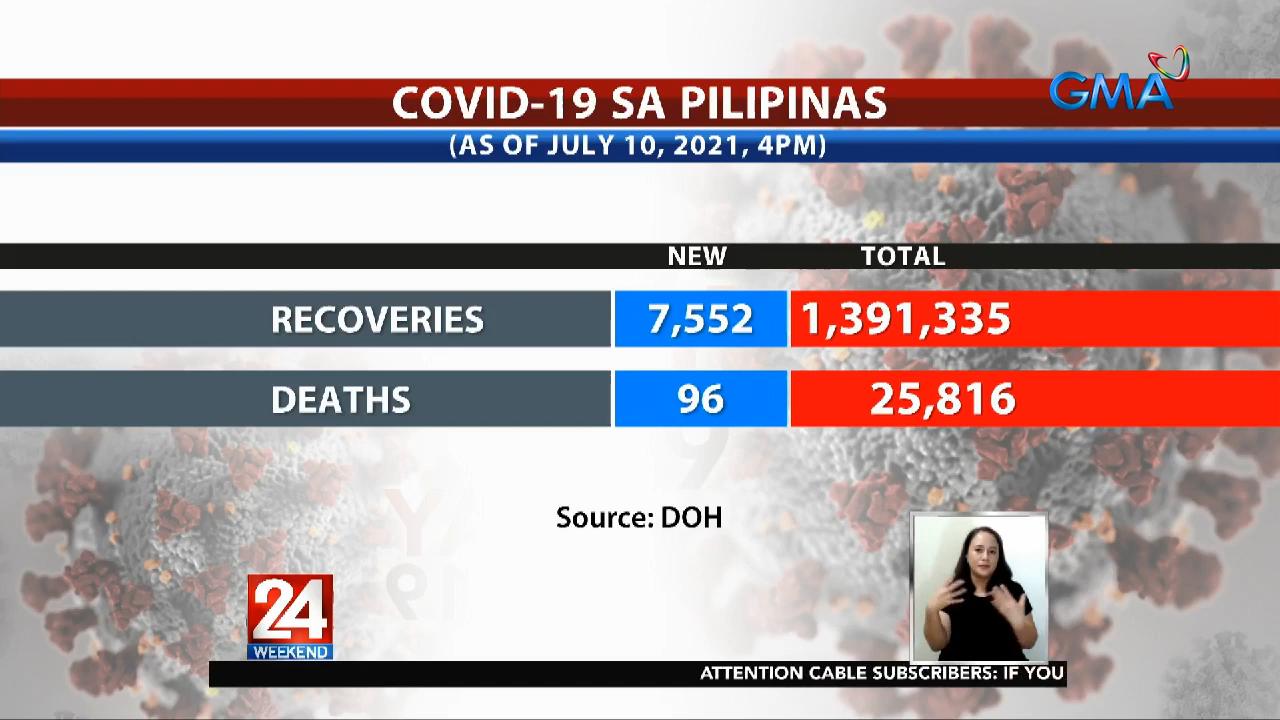 GMA
COVID-19 SA PILIPINAS
(AS OF JULY 10, 2021, 4PM)
NEW TOTAL
RECOVERIES 7,552 1,391,335
DEATHS 96 25,816
Source: DOH
24
WEEKEND
ATTENTION CABLE SUBSCRIBERS: IF YOU